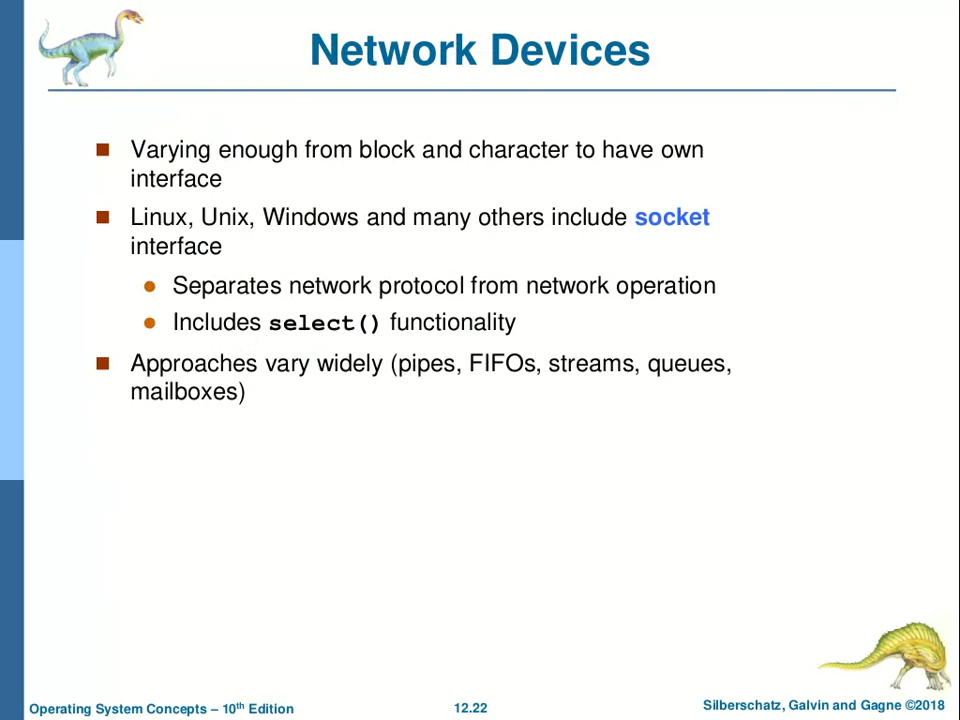 Network Devices
Varying enough from block and character to have own
interface
Linux, Unix, Windows and many others include socket
interface
Separates network protocol from network operation
Includes select() functionality
Approaches vary widely (pipes, FIFOs, streams, queues,
mailboxes)
Operating System Concepts – 10th Edition
12.22
Silberschatz, Galvin and Gagne ©2018